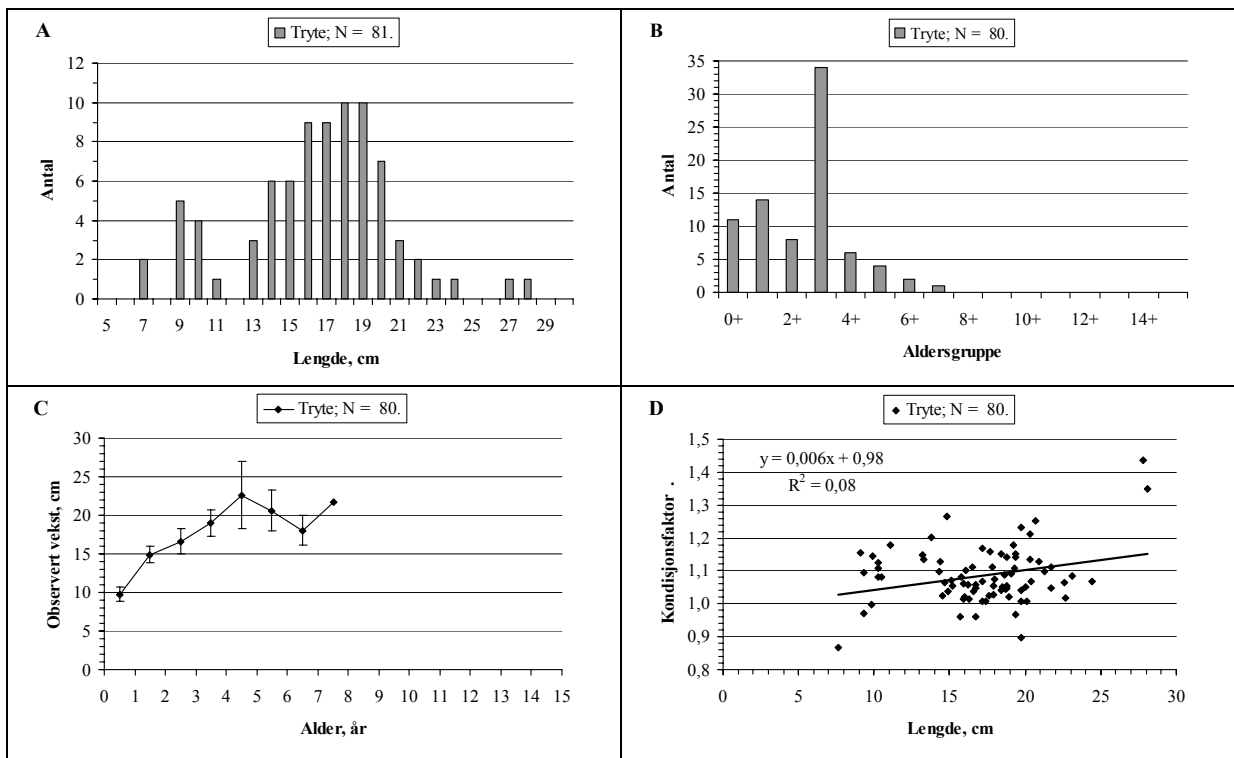 A
Tryte; N = 81.
Antal
12
10
8
6
4
2
0
5 7 9 11 13 15 17 19 21 23 25 27 29
Lengde, cm
B
Tryte; N = 80.
Antal
35
30
25
20
15
10
5
0
0+ 2+ 4+ 6+ 8+ 10+ 12+ 14+
Aldersgruppe
C
Tryte; N = 80.
Observert vekst, cm
30
25
20
15
10
5
0
0 1 2 3 4 5 6 7 8 9 10 11 12 13 14 15
Alder, år
D
Tryte; N = 80.
y = 0,006x + 0,98
R² = 0,08
Kondisjonsfaktor .
1,5
1,4
1,3
1,2
1,1
1,0
0,9
0,8
0 5 10 15 20 25 30
Lengde, cm